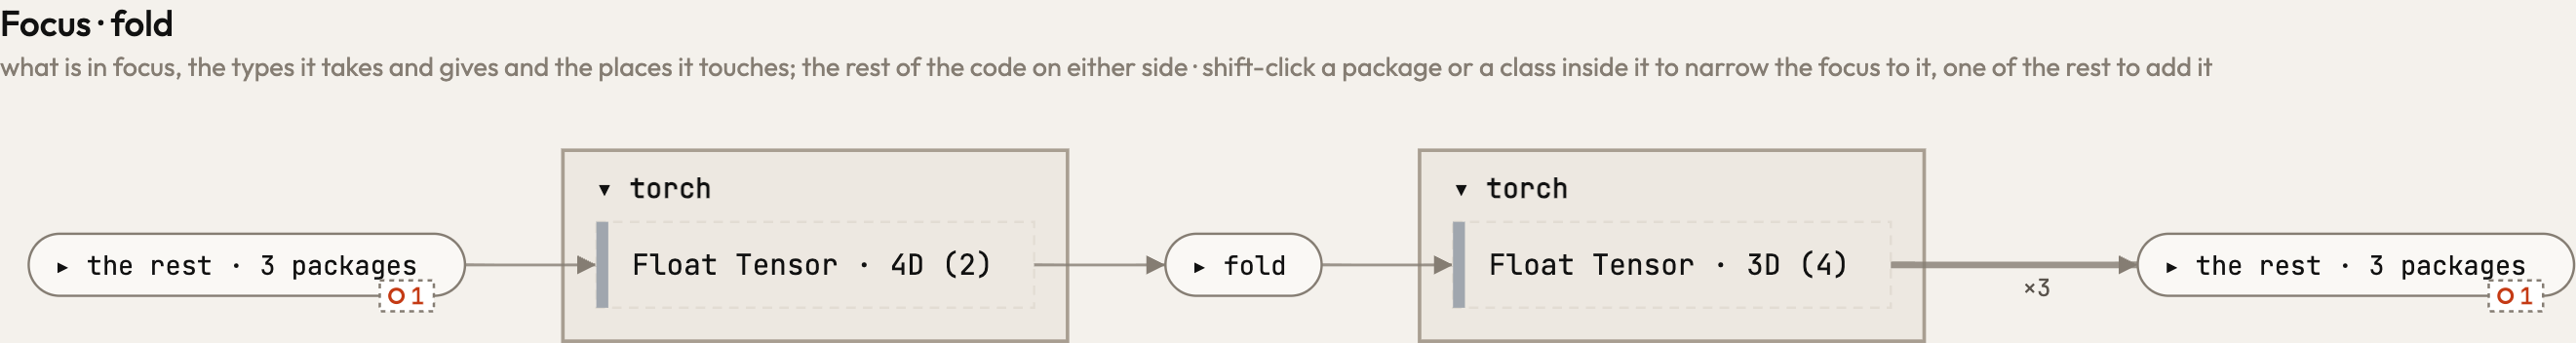 Focus · fold
what is in focus, the types it takes and gives and the places it touches; the rest of the code on either side · shift-click a package or a class inside it to narrow the focus to it, one of the rest to add it
▸ the rest · 3 packages
1
▾ torch
Float Tensor · 4D (2)
▸ fold
▾ torch
Float Tensor · 3D (4)
×3
▸ the rest · 3 packages
1